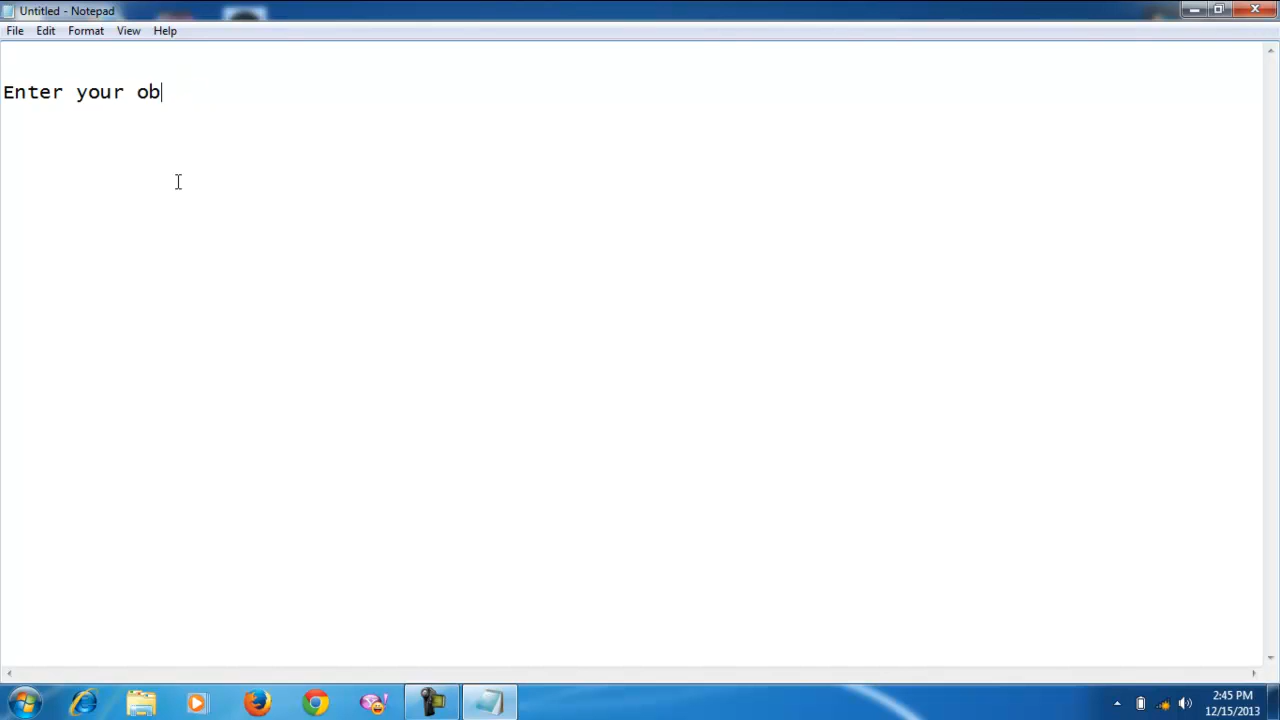 Untitled - Notepad
File Edit Format View Help
Enter your ob
2:45 PM
12/15/2013